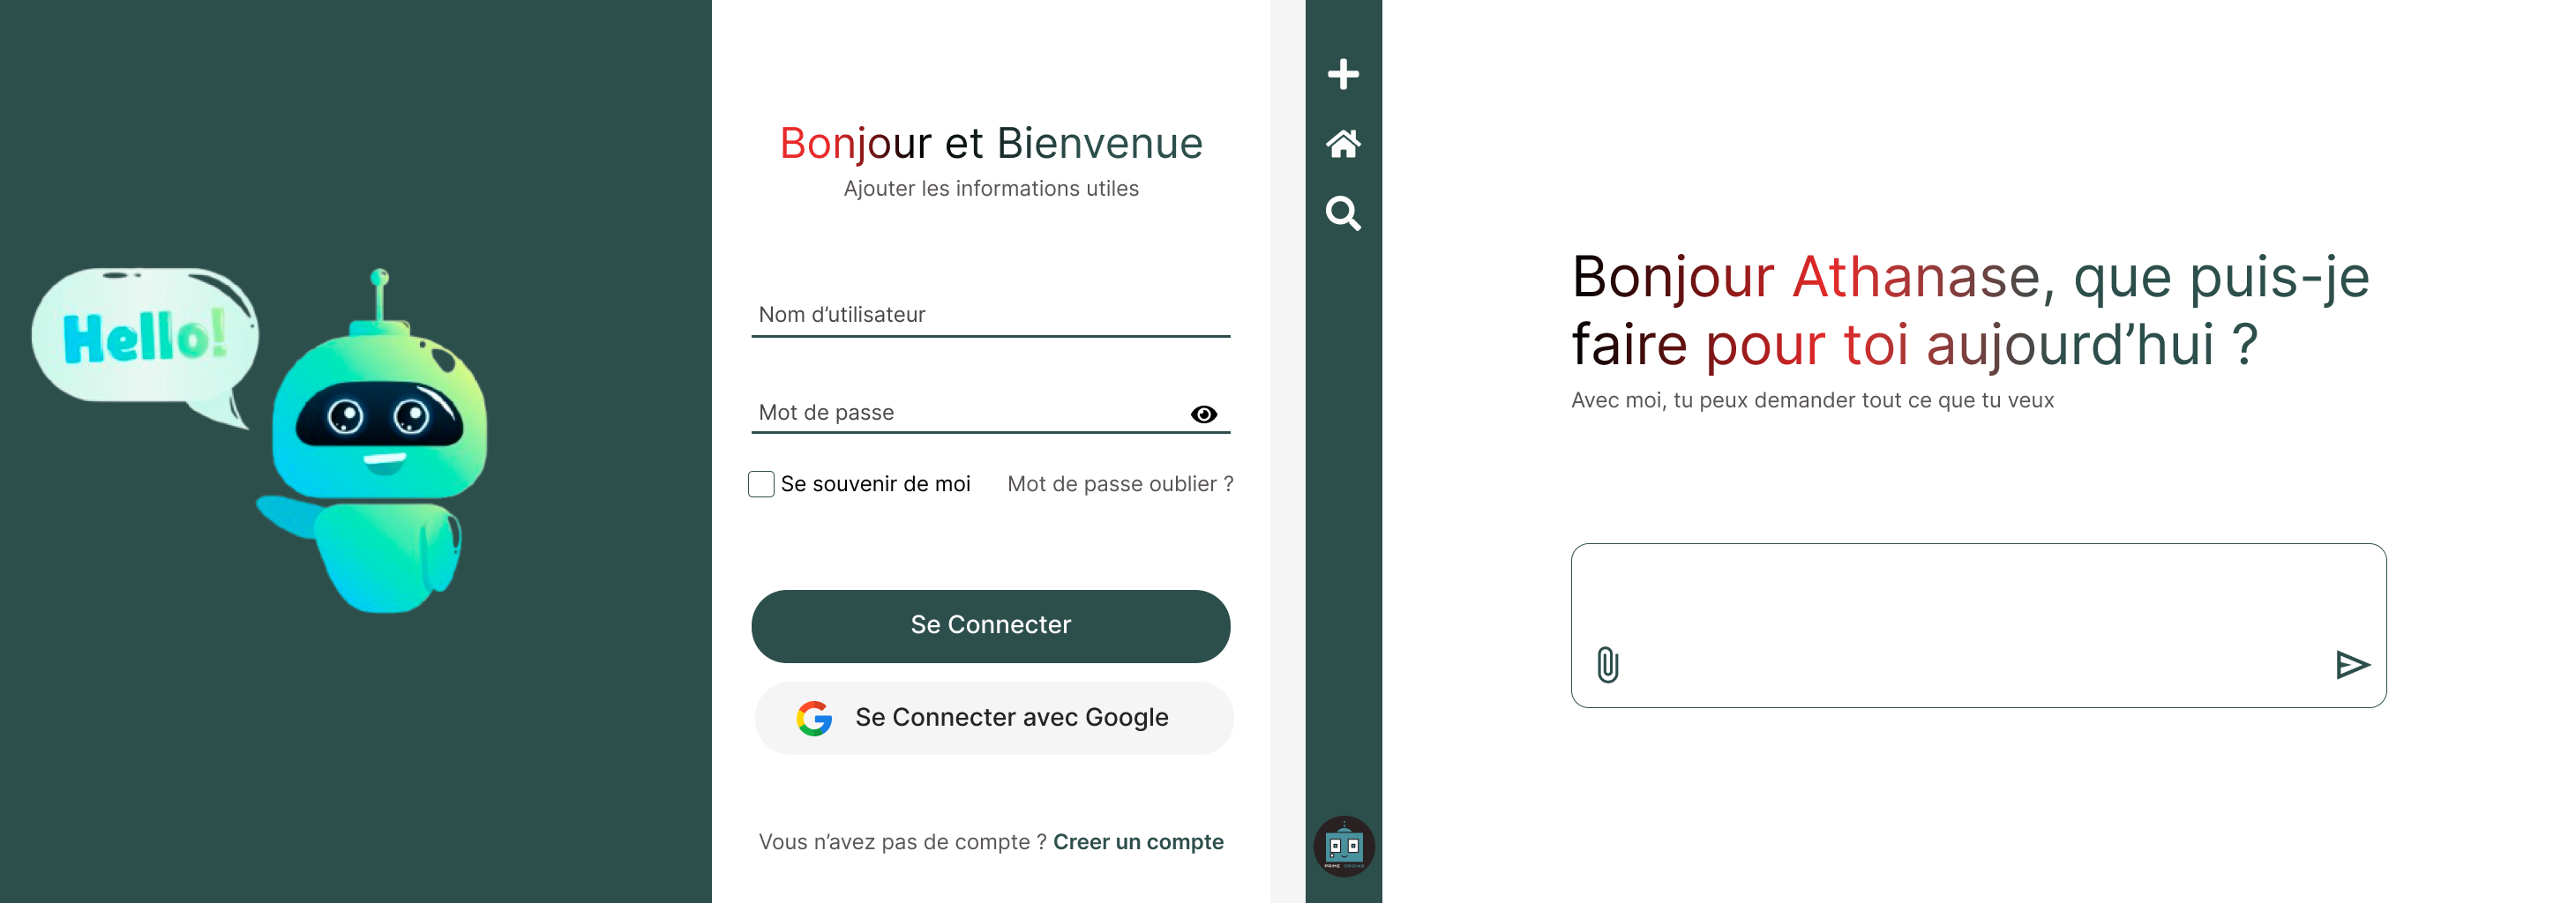 Hello!
Bonjour et Bienvenue
Ajouter les informations utiles
Nom d’utilisateur
Mot de passe
Se souvenir de moi
Mot de passe oublier ?
Se Connecter
Se Connecter avec Google
Vous n’avez pas de compte ? Creer un compte
Bonjour Athanase, que puis-je
faire pour toi aujourd’hui ?
Avec moi, tu peux demander tout ce que tu veux
PRIME ORIGINS